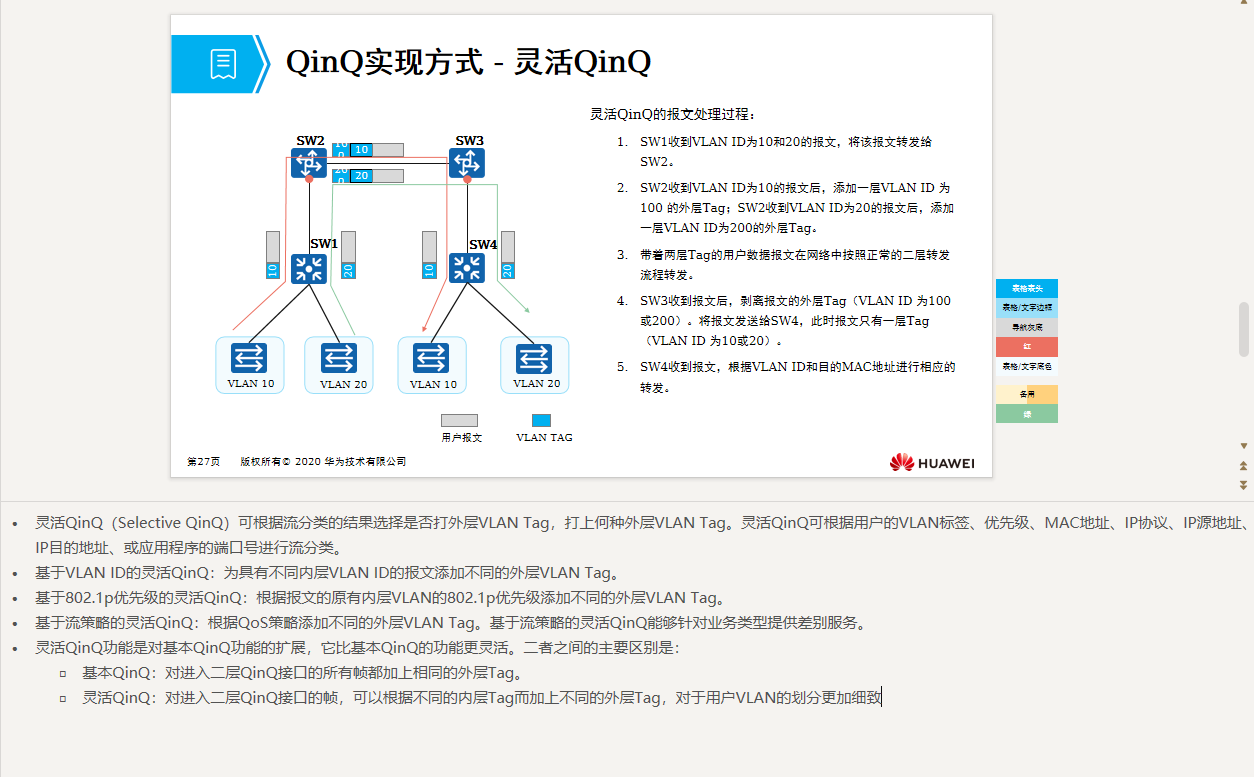 QinQ实现方式 - 灵活QinQ
灵活QinQ的报文处理过程：
1. SW1收到VLAN ID为10和20的报文，将该报文转发给
SW2。
2. SW2收到VLAN ID为10的报文后，添加一层VLAN ID 为
100 的外层Tag；SW2收到VLAN ID为20的报文后，添加
一层VLAN ID为200的外层Tag。
3. 带着两层Tag的用户数据报文在网络中按照正常的二层转发
流程转发。
4. SW3收到报文后，剥离报文的外层Tag（VLAN ID 为100
或200）。将报文发送给SW4，此时报文只有一层Tag
（VLAN ID 为10或20）。
5. SW4收到报文，根据VLAN ID和目的MAC地址进行相应的
转发。
SW2
SW3
100
10
200
20
SW1
SW4
10
20
10
20
VLAN 10
VLAN 20
VLAN 10
VLAN 20
用户报文
VLAN TAG
第27页 版权所有© 2020 华为技术有限公司
HUAWEI
表格表头
表格/文字边框
导航灰底
红
表格/文字底色
备用
绿
• 灵活QinQ（Selective QinQ）可根据流分类的结果选择是否打外层VLAN Tag，打上何种外层VLAN Tag。灵活QinQ可根据用户的VLAN标签、优先级、MAC地址、IP协议、IP源地址、
IP目的地址、或应用程序的端口号进行流分类。
• 基于VLAN ID的灵活QinQ：为具有不同内层VLAN ID的报文添加不同的外层VLAN Tag。
• 基于802.1p优先级的灵活QinQ：根据报文的原有内层VLAN的802.1p优先级添加不同的外层VLAN Tag。
• 基于流策略的灵活QinQ：根据QoS策略添加不同的外层VLAN Tag。基于流策略的灵活QinQ能够针对业务类型提供差别服务。
• 灵活QinQ功能是对基本QinQ功能的扩展，它比基本QinQ的功能更灵活。二者之间的主要区别是：
▫ 基本QinQ：对进入二层QinQ接口的所有帧都加上相同的外层Tag。
▫ 灵活QinQ：对进入二层QinQ接口的帧，可以根据不同的内层Tag而加上不同的外层Tag，对于用户VLAN的划分更加细致